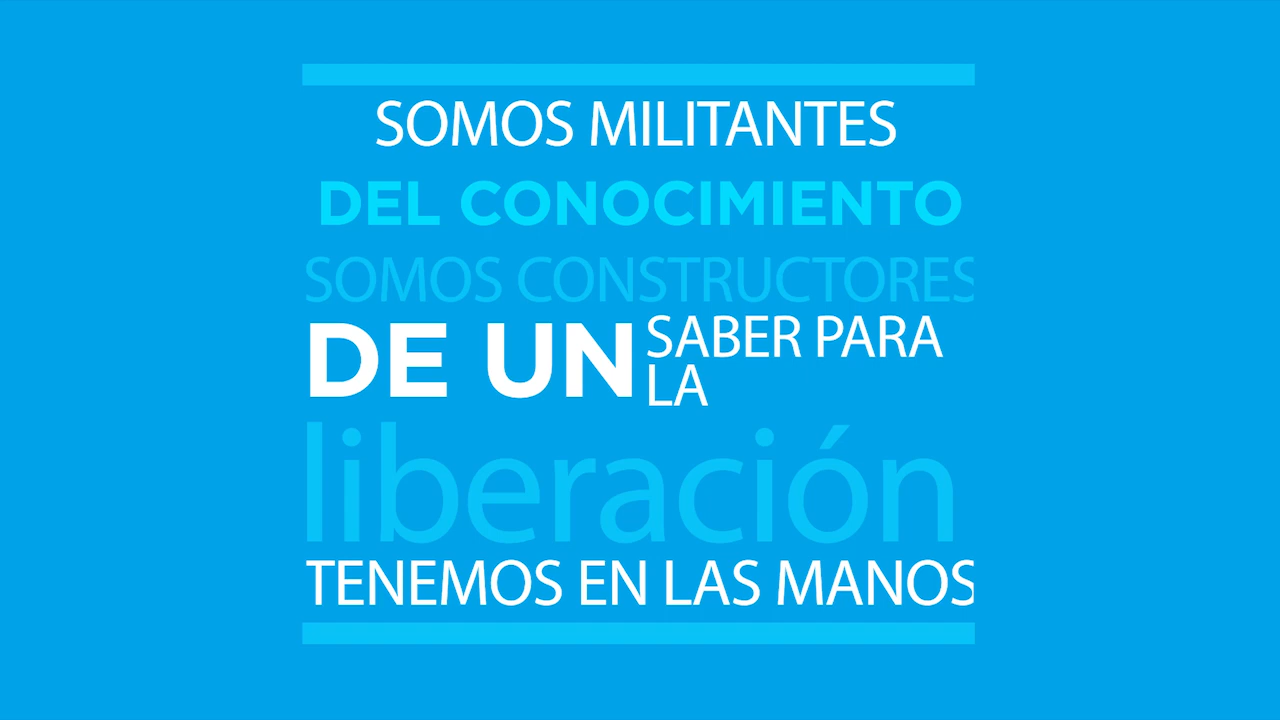 SOMOS MILITANTES
DEL CONOCIMIENTO
SOMOS CONSTRUCTORES
DE UN SABER PARA
LA
liberación
TENEMOS EN LAS MANOS